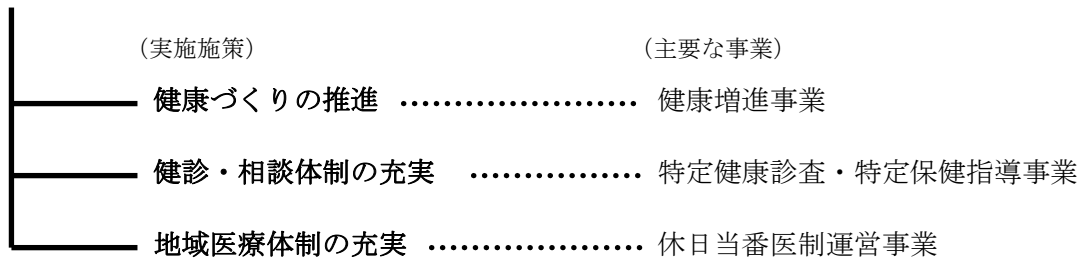 （実施施策） （主要な事業）
健康づくりの推進 …………………… 健康増進事業
健診・相談体制の充実 ……………… 特定健康診査・特定保健指導事業
地域医療体制の充実 ………………… 休日当番医制運営事業